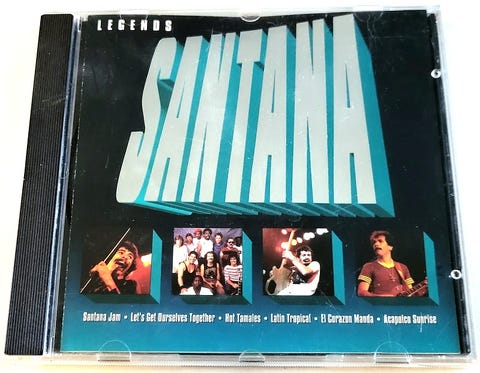 LEGENDS
SANTANA
Santana Jam • Let's Get Ourselves Together • Hot Tamales • Latin Tropical • El Corazon Manda • Acapulco Sunrise